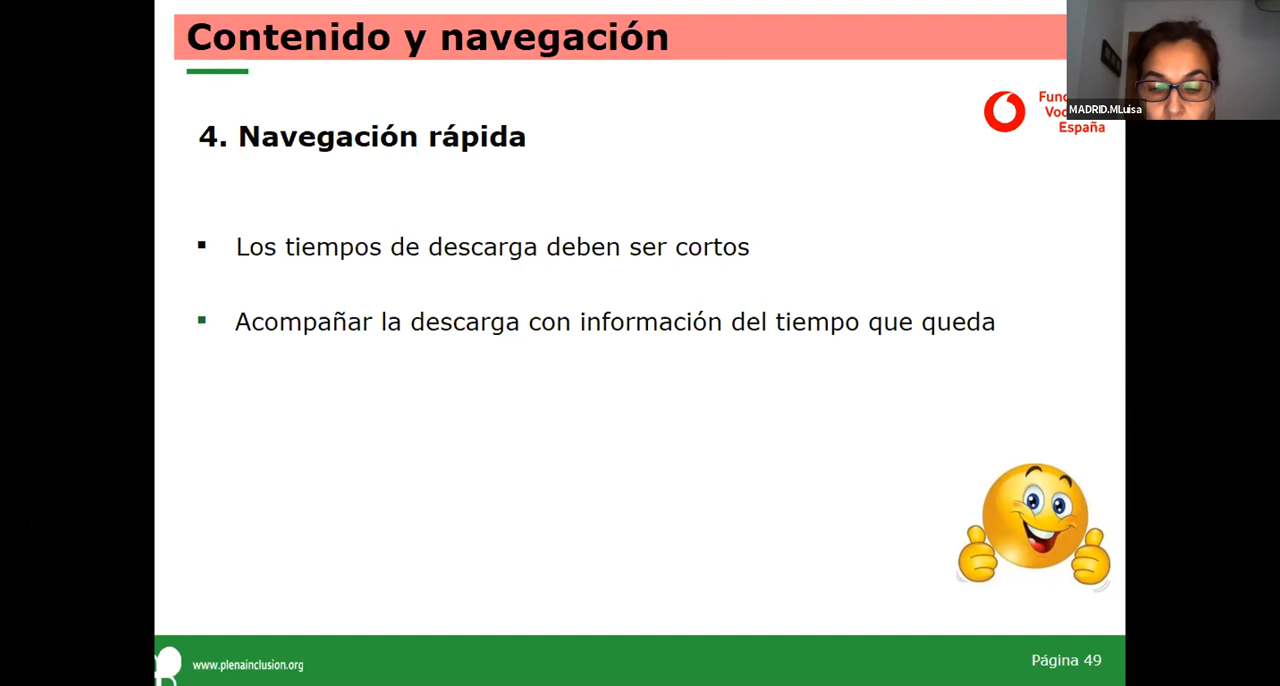 Contenido y navegación
MADRID.MLuisa
España
4. Navegación rápida
▪ Los tiempos de descarga deben ser cortos
▪ Acompañar la descarga con información del tiempo que queda
www.plenainclusion.org
Página 49